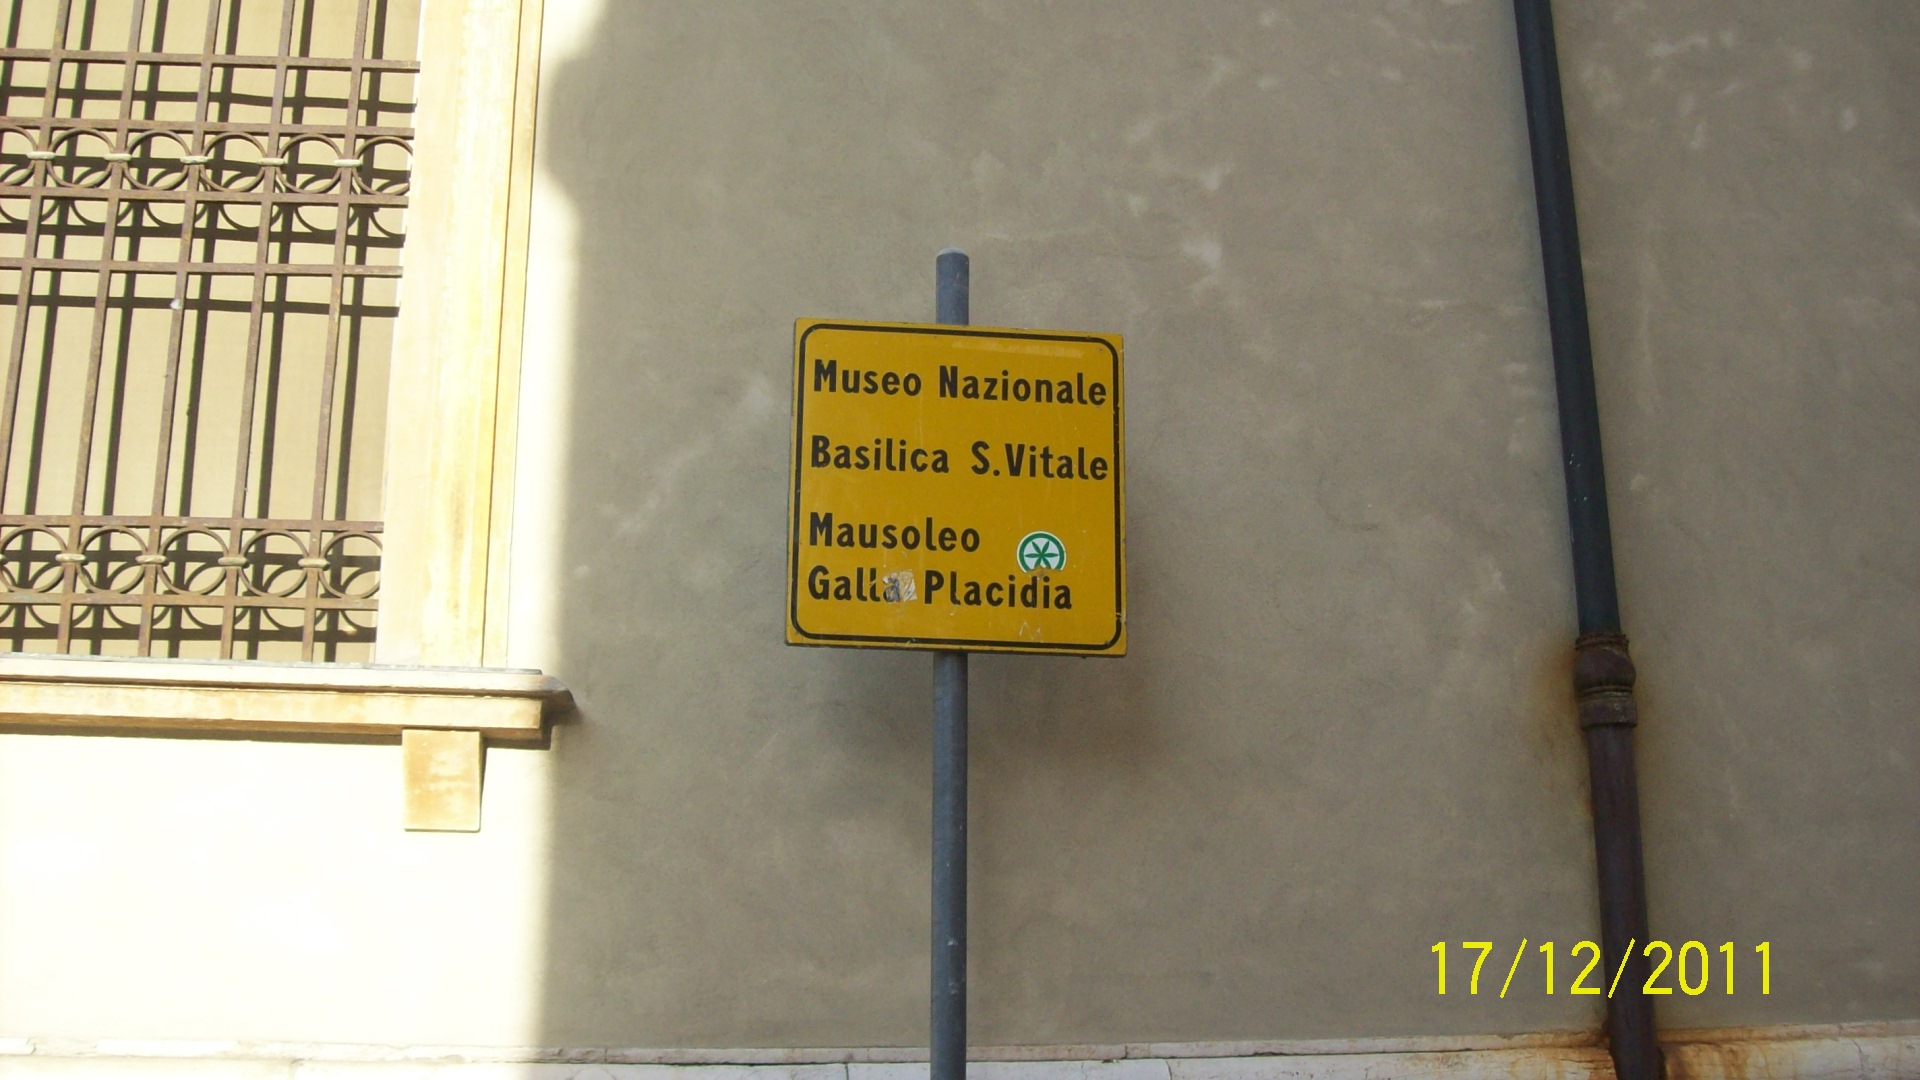 Museo Nazionale
Basilica S. Vitale
Mausoleo
Galla Placidia
17/12/2011